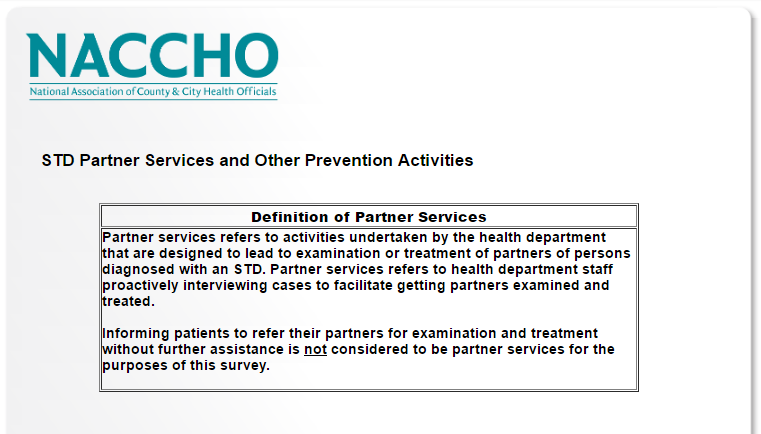 NACCHO
National Association of County & City Health Officials
STD Partner Services and Other Prevention Activities
Definition of Partner Services
Partner services refers to activities undertaken by the health department
that are designed to lead to examination or treatment of partners of persons
diagnosed with an STD. Partner services refers to health department staff
proactively interviewing cases to facilitate getting partners examined and
treated.
Informing patients to refer their partners for examination and treatment
without further assistance is not considered to be partner services for the
purposes of this survey.